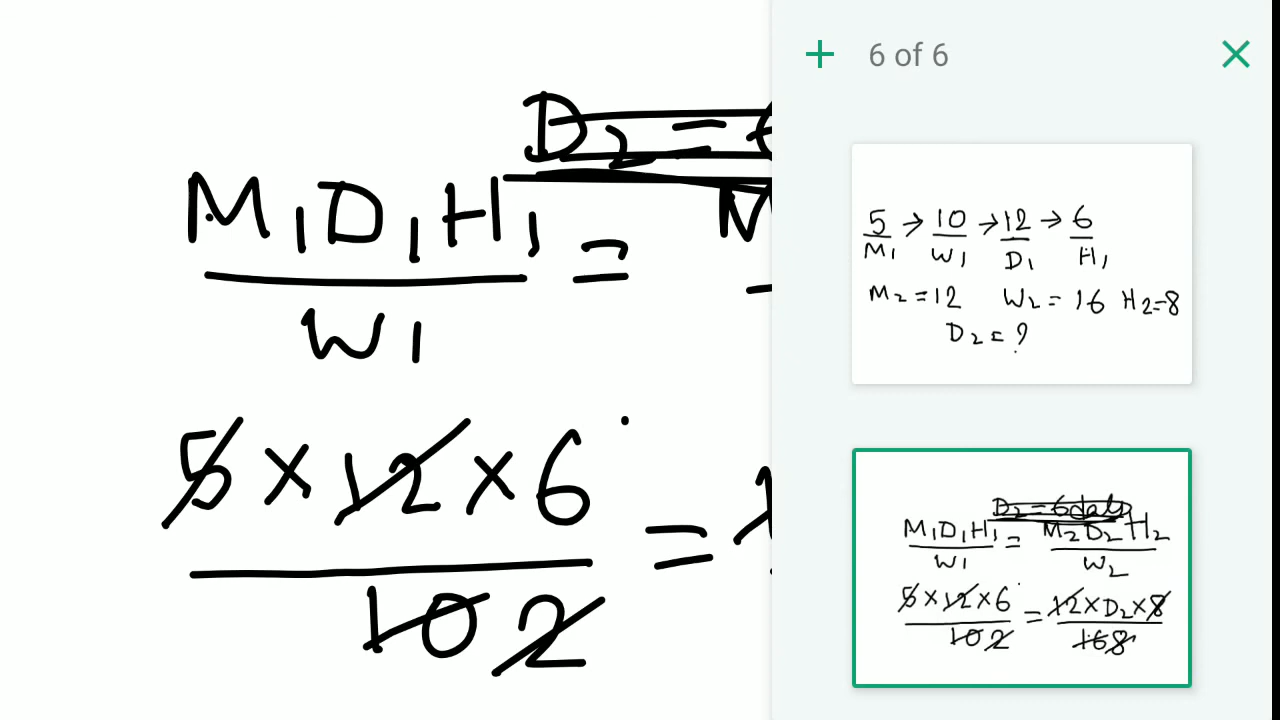 D₂ =
M₁D₁H₁ = M
W₁
5 × 12 × 6 =
10 2
6 of 6
5 → 10 → 12 → 6
M₁ W₁ D₁ H₁
M₂ = 12 W₂ = 16 H₂=8
D₂ = ?
D₂ = 6
M₁D₁H₁ = M₂D₂H₂
W₁ W₂
5 × 12 × 6 = 12 × D₂ × 8
10 2 16 8